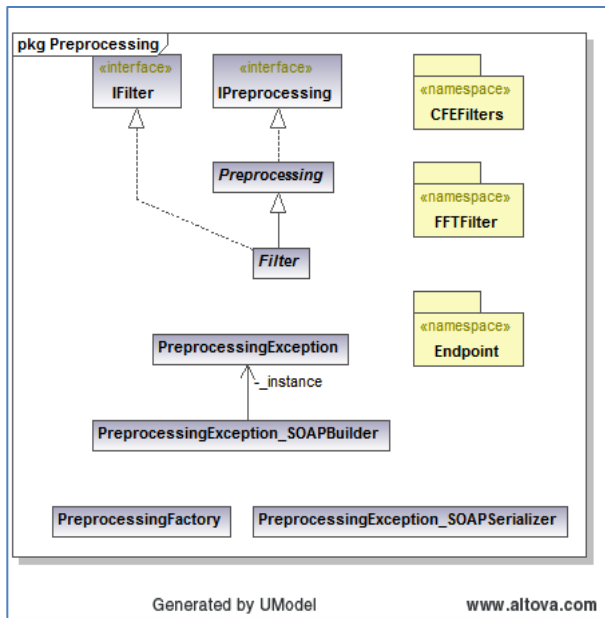 pkg Preprocessing
«interface»
IFilter
«interface»
IPreprocessing
«namespace»
CFEFilters
Preprocessing
«namespace»
FFTFilter
Filter
«namespace»
Endpoint
PreprocessingException
-_instance
PreprocessingException_SOAPBuilder
PreprocessingFactory
PreprocessingException_SOAPSerializer
Generated by UModel
www.altova.com